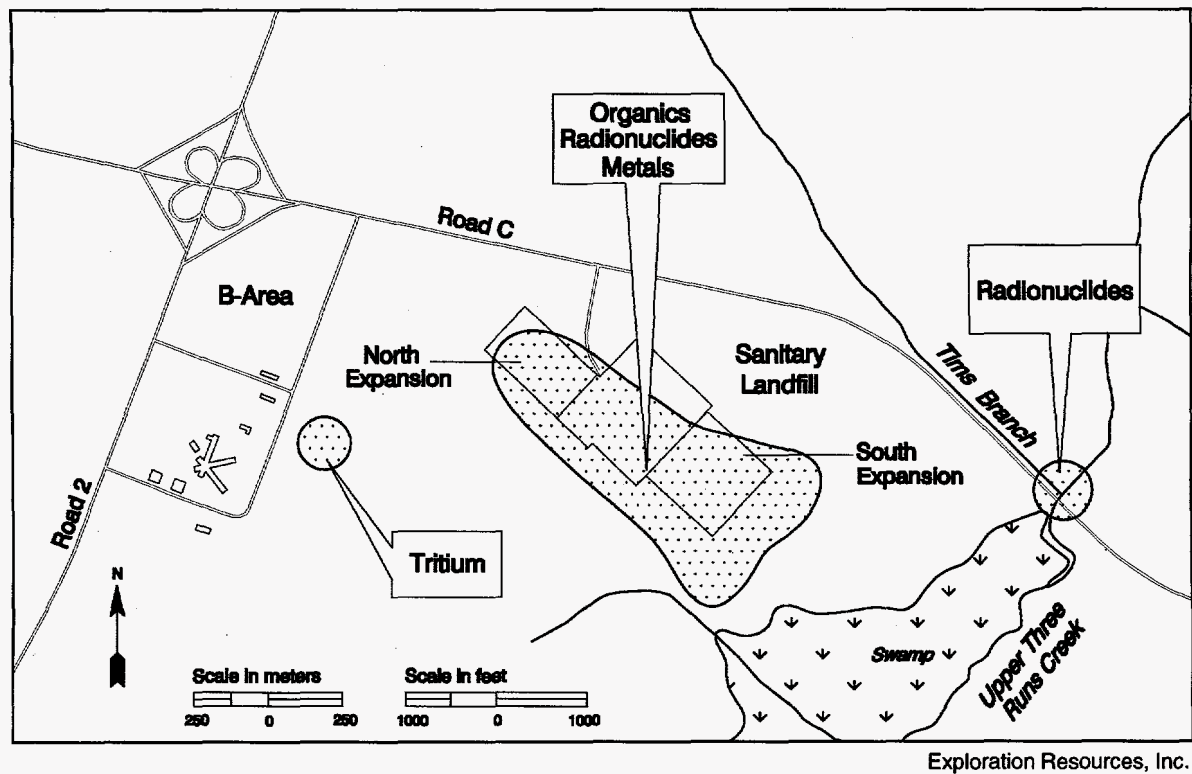 Organics
Radionuclides
Metals
Road C
Radionuclides
B-Area
North
Expansion
Sanitary
Landfill
Tims Branch
South
Expansion
Road 2
Tritium
N
Swamp
Upper Three
Runs Creek
Scale in meters
250 0 250
Scale in feet
1000 0 1000
Exploration Resources, Inc.